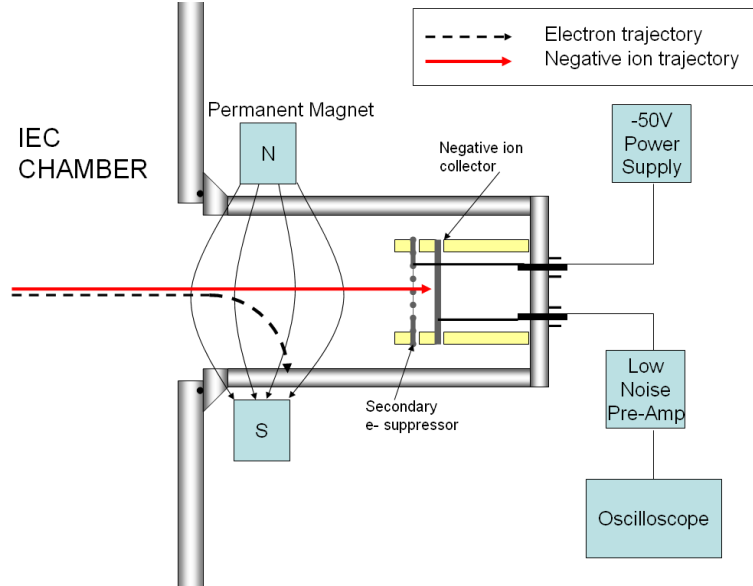 Electron trajectory
Negative ion trajectory
Permanent Magnet
-50V
Power
Supply
IEC
CHAMBER
N
Negative ion
collector
Secondary
e- suppressor
S
Low
Noise
Pre-Amp
Oscilloscope